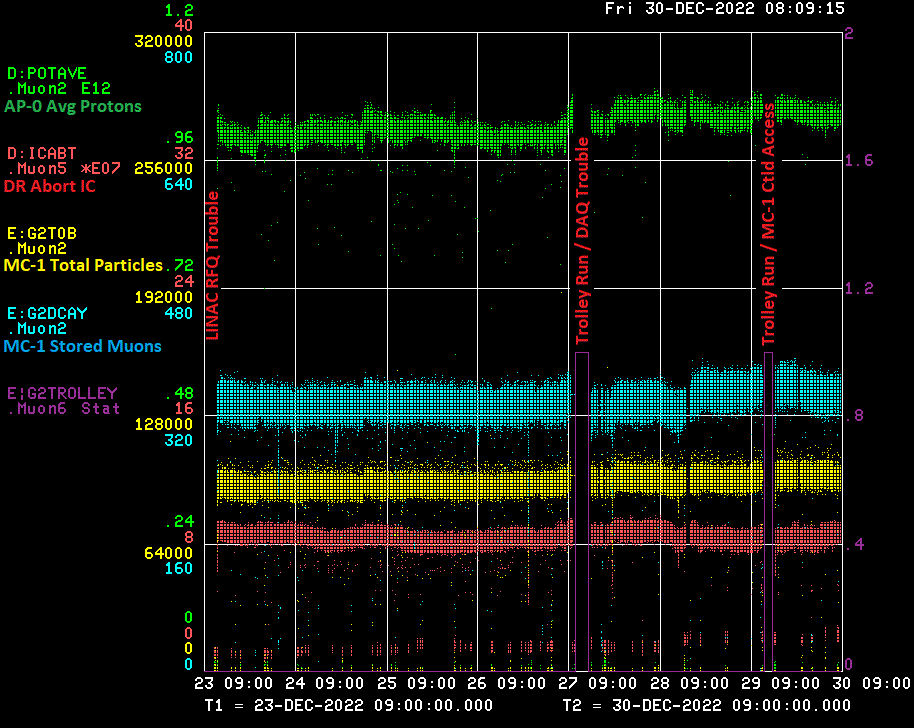 Fri 30-DEC-2022 08:09:15
1.2
40
320000
800
2
D:POTAVE
.Muon2 E12
AP-0 Avg Protons
.96
32
256000
640
1.6
D:ICABT
.Muon5 *E07
DR Abort IC
E:G2TOB
.Muon2
MC-1 Total Particles
.72
24
192000
480
1.2
E:G2DCAY
.Muon2
MC-1 Stored Muons
E¦G2TROLLEY
.Muon6 Stat
.48
16
128000
320
.8
.24
8
64000
160
.4
0
0
0
0
0
LINAC RFQ Trouble
Trolley Run / DAQ Trouble
Trolley Run / MC-1 Ctld Access
23 09:00 24 09:00 25 09:00 26 09:00 27 09:00 28 09:00 29 09:00 30 09:00
T1 = 23-DEC-2022 09:00:00.000 T2 = 30-DEC-2022 09:00:00.000